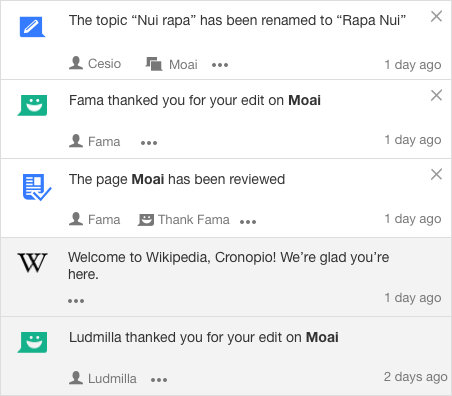 The topic “Nui rapa” has been renamed to “Rapa Nui”
Cesio Moai 1 day ago
Fama thanked you for your edit on Moai
Fama 1 day ago
The page Moai has been reviewed
Fama Thank Fama 1 day ago
W Welcome to Wikipedia, Cronopio! We’re glad you’re
here.
1 day ago
Ludmilla thanked you for your edit on Moai
Ludmilla 2 days ago